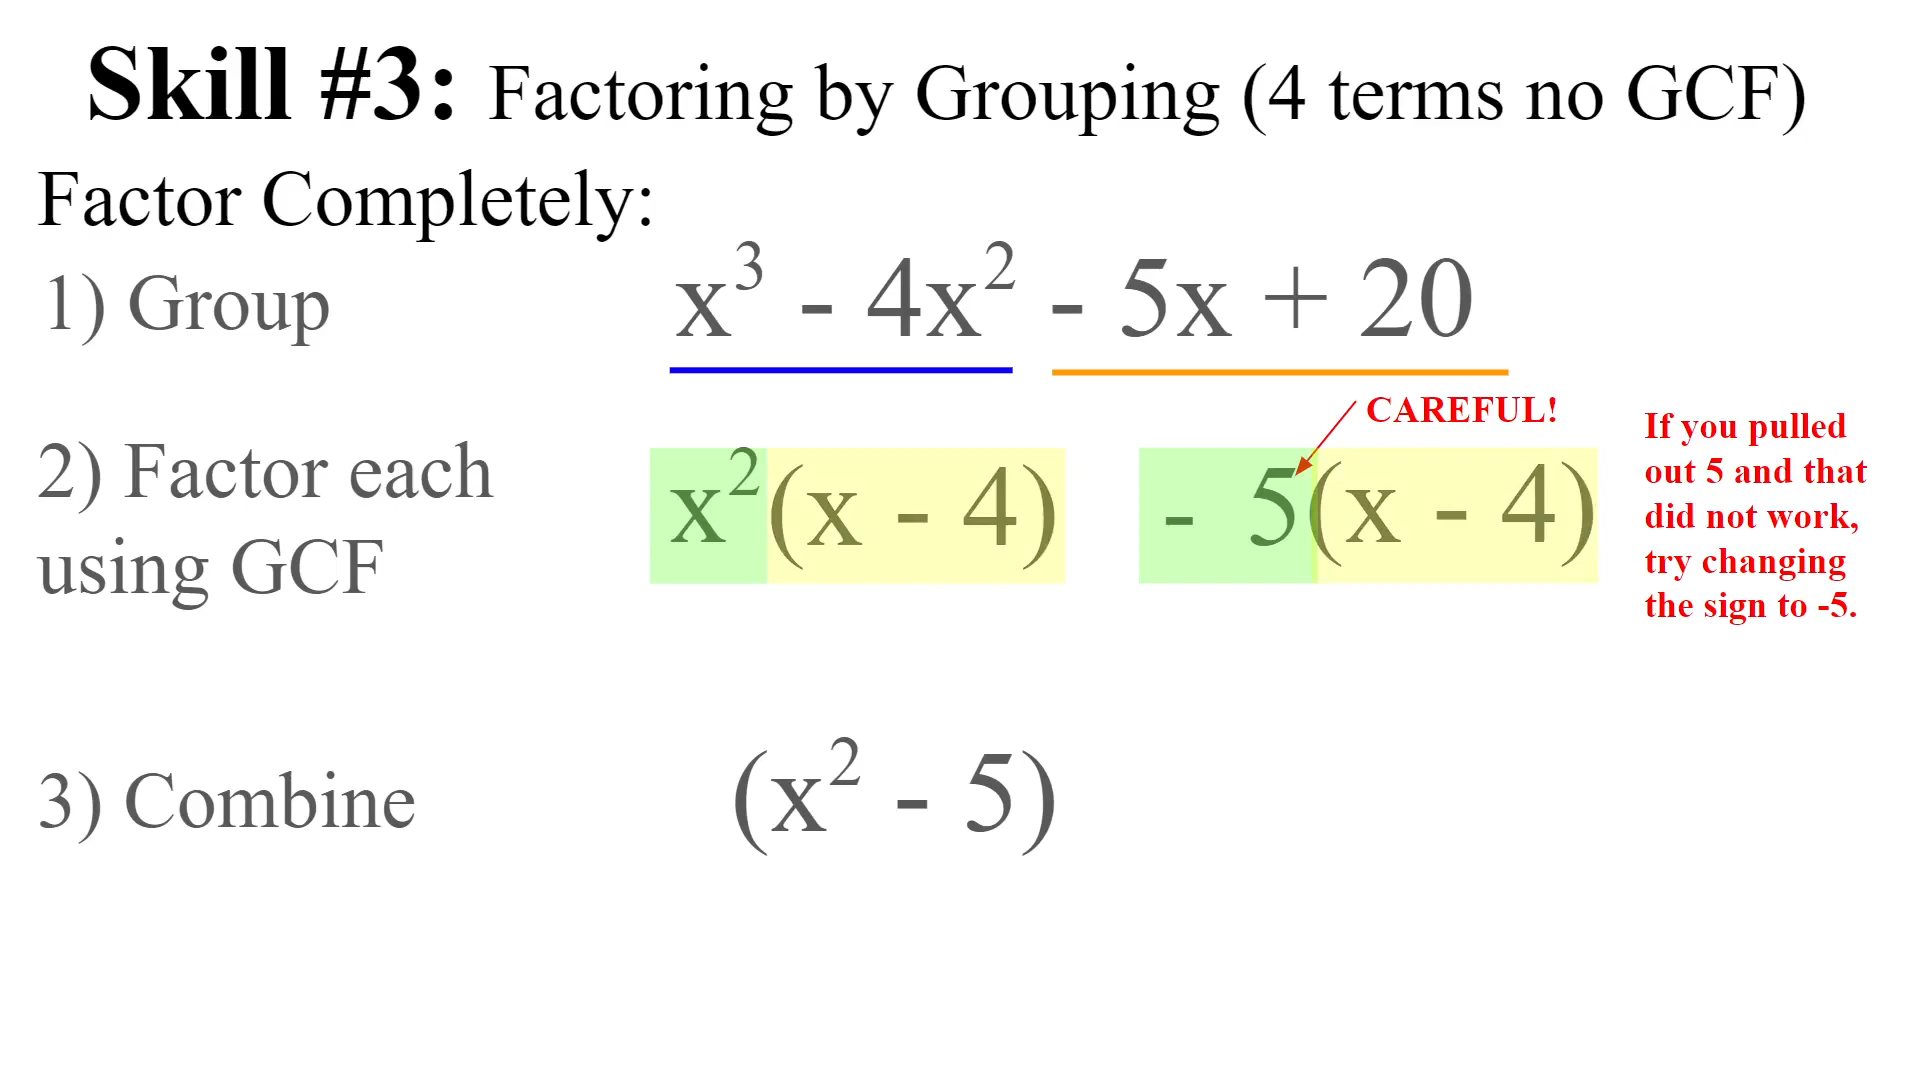 Skill #3: Factoring by Grouping (4 terms no GCF)
Factor Completely:
1) Group
x³ - 4x² - 5x + 20
CAREFUL!
2) Factor each
using GCF
x²(x - 4) - 5(x - 4)
If you pulled
out 5 and that
did not work,
try changing
the sign to -5.
3) Combine
(x² - 5)